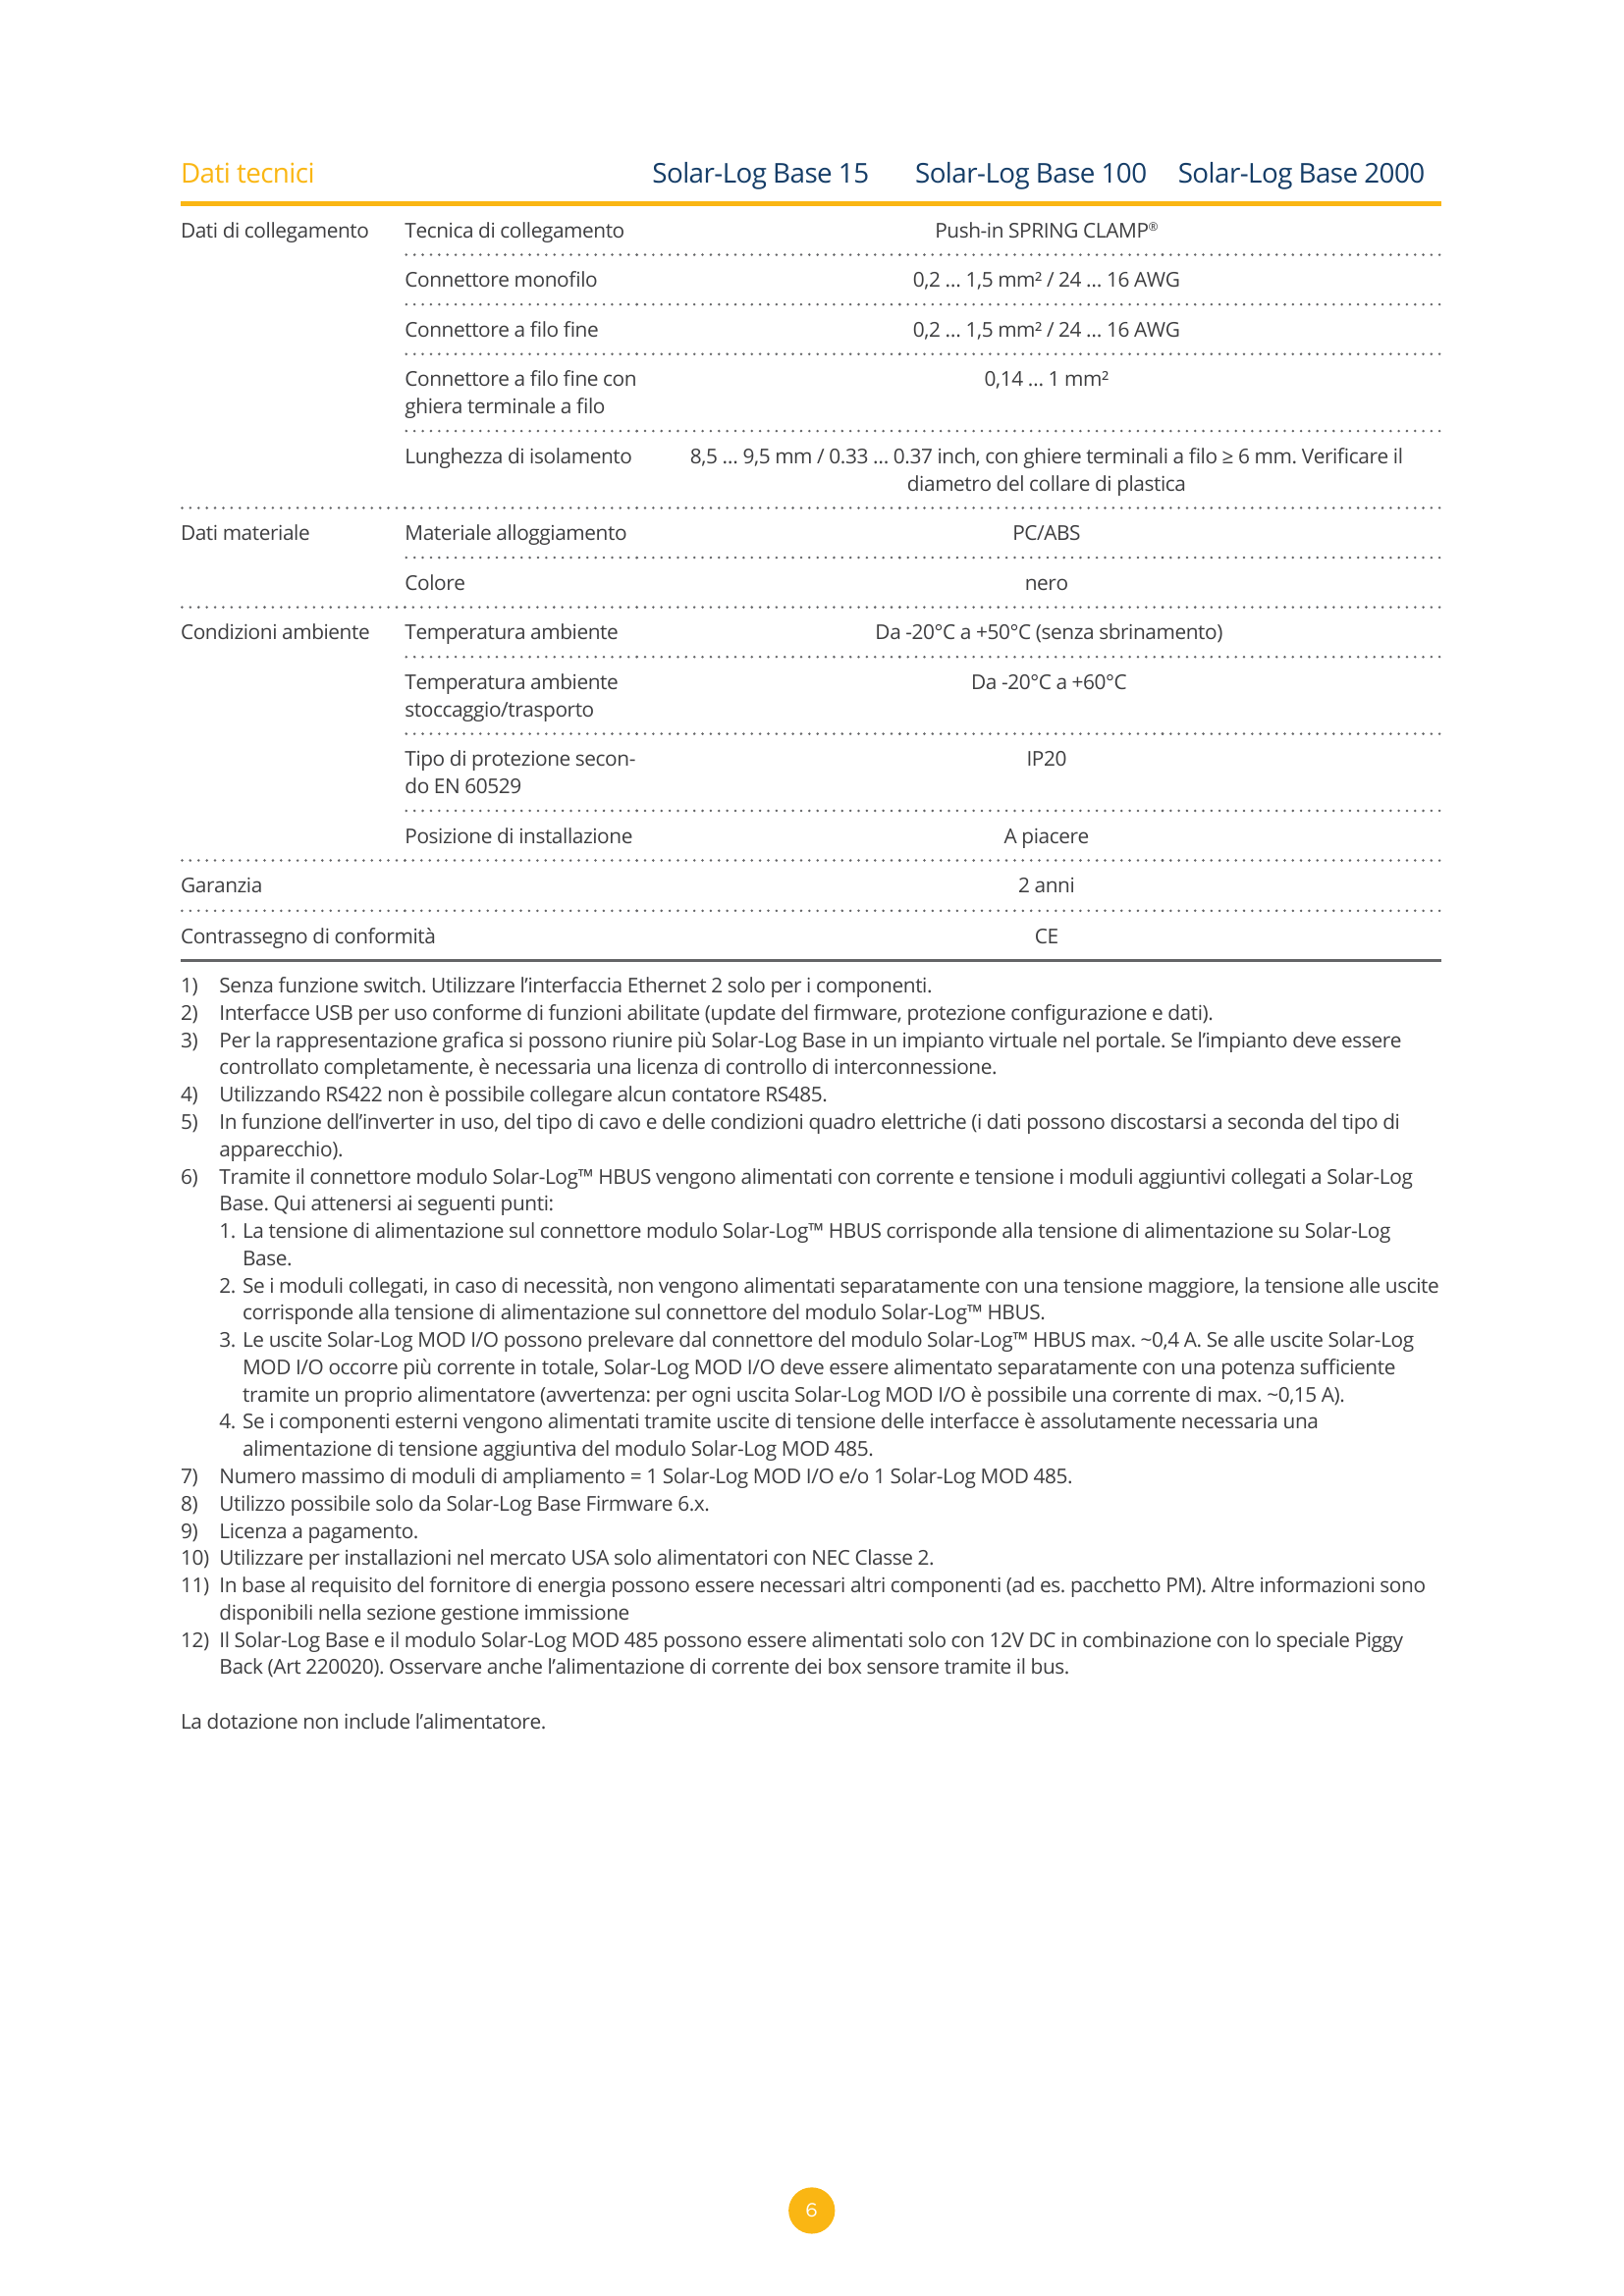 Dati tecnici Solar-Log Base 15 Solar-Log Base 100 Solar-Log Base 2000
Dati di collegamento Tecnica di collegamento Push-in SPRING CLAMP®
Connettore monofilo 0,2 ... 1,5 mm² / 24 ... 16 AWG
Connettore a filo fine 0,2 ... 1,5 mm² / 24 ... 16 AWG
Connettore a filo fine con 0,14 ... 1 mm²
ghiera terminale a filo
Lunghezza di isolamento 8,5 ... 9,5 mm / 0.33 ... 0.37 inch, con ghiere terminali a filo ≥ 6 mm. Verificare il
diametro del collare di plastica
Dati materiale Materiale alloggiamento PC/ABS
Colore nero
Condizioni ambiente Temperatura ambiente Da -20°C a +50°C (senza sbrinamento)
Temperatura ambiente Da -20°C a +60°C
stoccaggio/trasporto
Tipo di protezione secon- IP20
do EN 60529
Posizione di installazione A piacere
Garanzia 2 anni
Contrassegno di conformità CE
1) Senza funzione switch. Utilizzare l’interfaccia Ethernet 2 solo per i componenti.
2) Interfacce USB per uso conforme di funzioni abilitate (update del firmware, protezione configurazione e dati).
3) Per la rappresentazione grafica si possono riunire più Solar-Log Base in un impianto virtuale nel portale. Se l’impianto deve essere
controllato completamente, è necessaria una licenza di controllo di interconnessione.
4) Utilizzando RS422 non è possibile collegare alcun contatore RS485.
5) In funzione dell’inverter in uso, del tipo di cavo e delle condizioni quadro elettriche (i dati possono discostarsi a seconda del tipo di
apparecchio).
6) Tramite il connettore modulo Solar-Log™ HBUS vengono alimentati con corrente e tensione i moduli aggiuntivi collegati a Solar-Log
Base. Qui attenersi ai seguenti punti:
1. La tensione di alimentazione sul connettore modulo Solar-Log™ HBUS corrisponde alla tensione di alimentazione su Solar-Log
Base.
2. Se i moduli collegati, in caso di necessità, non vengono alimentati separatamente con una tensione maggiore, la tensione alle uscite
corrisponde alla tensione di alimentazione sul connettore del modulo Solar-Log™ HBUS.
3. Le uscite Solar-Log MOD I/O possono prelevare dal connettore del modulo Solar-Log™ HBUS max. ~0,4 A. Se alle uscite Solar-Log
MOD I/O occorre più corrente in totale, Solar-Log MOD I/O deve essere alimentato separatamente con una potenza sufficiente
tramite un proprio alimentatore (avvertenza: per ogni uscita Solar-Log MOD I/O è possibile una corrente di max. ~0,15 A).
4. Se i componenti esterni vengono alimentati tramite uscite di tensione delle interfacce è assolutamente necessaria una
alimentazione di tensione aggiuntiva del modulo Solar-Log MOD 485.
7) Numero massimo di moduli di ampliamento = 1 Solar-Log MOD I/O e/o 1 Solar-Log MOD 485.
8) Utilizzo possibile solo da Solar-Log Base Firmware 6.x.
9) Licenza a pagamento.
10) Utilizzare per installazioni nel mercato USA solo alimentatori con NEC Classe 2.
11) In base al requisito del fornitore di energia possono essere necessari altri componenti (ad es. pacchetto PM). Altre informazioni sono
disponibili nella sezione gestione immissione
12) Il Solar-Log Base e il modulo Solar-Log MOD 485 possono essere alimentati solo con 12V DC in combinazione con lo speciale Piggy
Back (Art 220020). Osservare anche l’alimentazione di corrente dei box sensore tramite il bus.
La dotazione non include l’alimentatore.
6